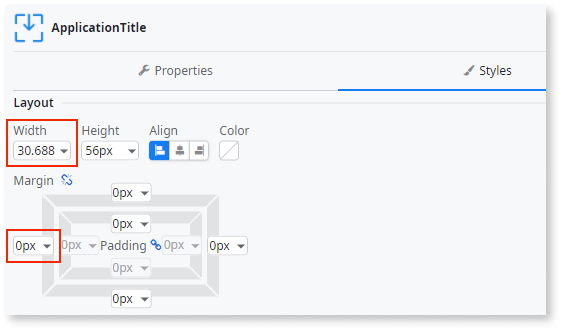 ApplicationTitle
Properties
Styles
Layout
Width Height Align Color
30.688 56px
Margin
0px
0px
0px 0px Padding 0px 0px
0px
0px